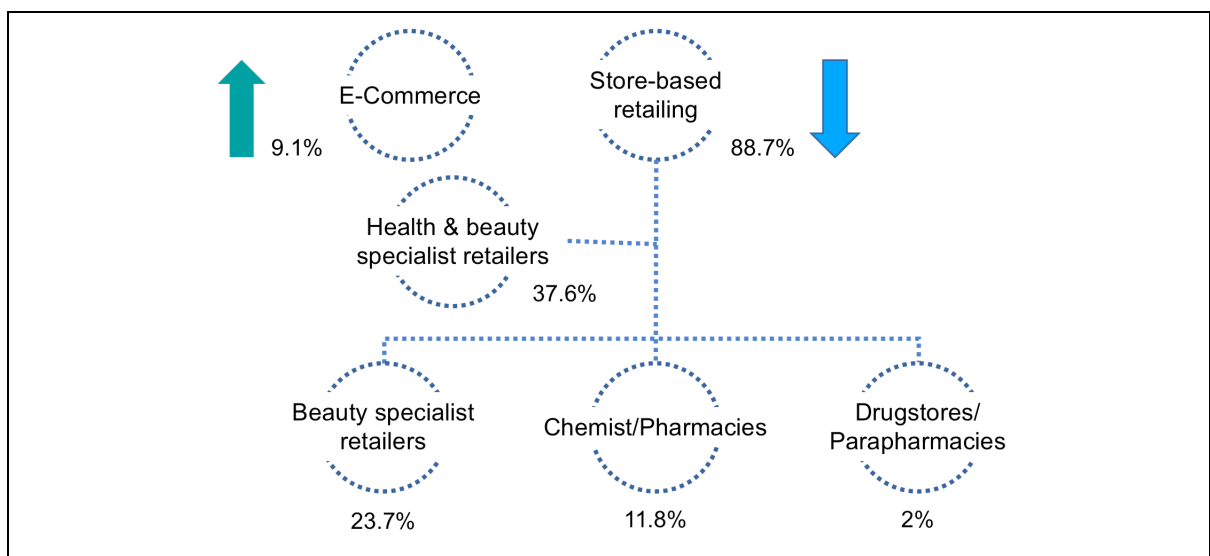 E-Commerce
9.1%
Store-based
retailing
88.7%
Health & beauty
specialist retailers
37.6%
Beauty specialist
retailers
23.7%
Chemist/Pharmacies
11.8%
Drugstores/
Parapharmacies
2%